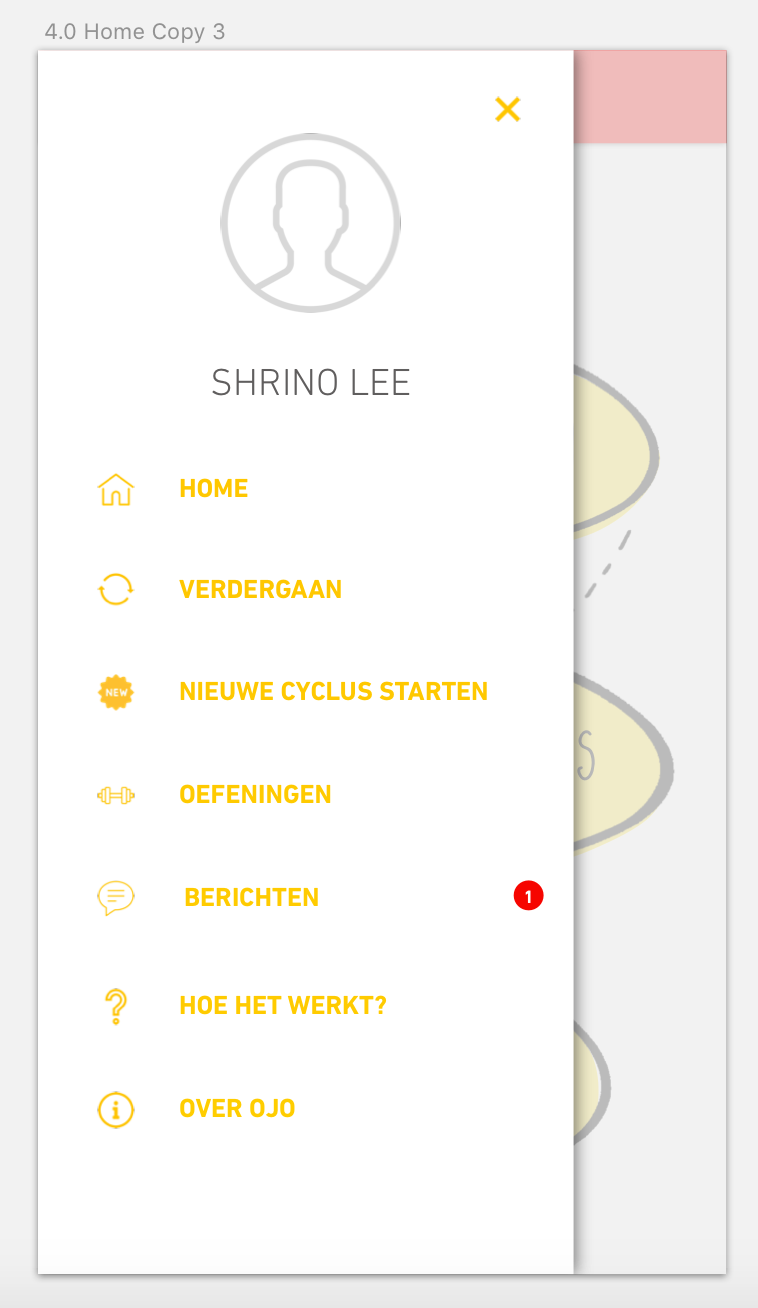 4.0 Home Copy 3
SHRINO LEE
HOME
VERDERGAAN
NEW
NIEUWE CYCLUS STARTEN
OEFENINGEN
BERICHTEN
1
HOE HET WERKT?
OVER OJO